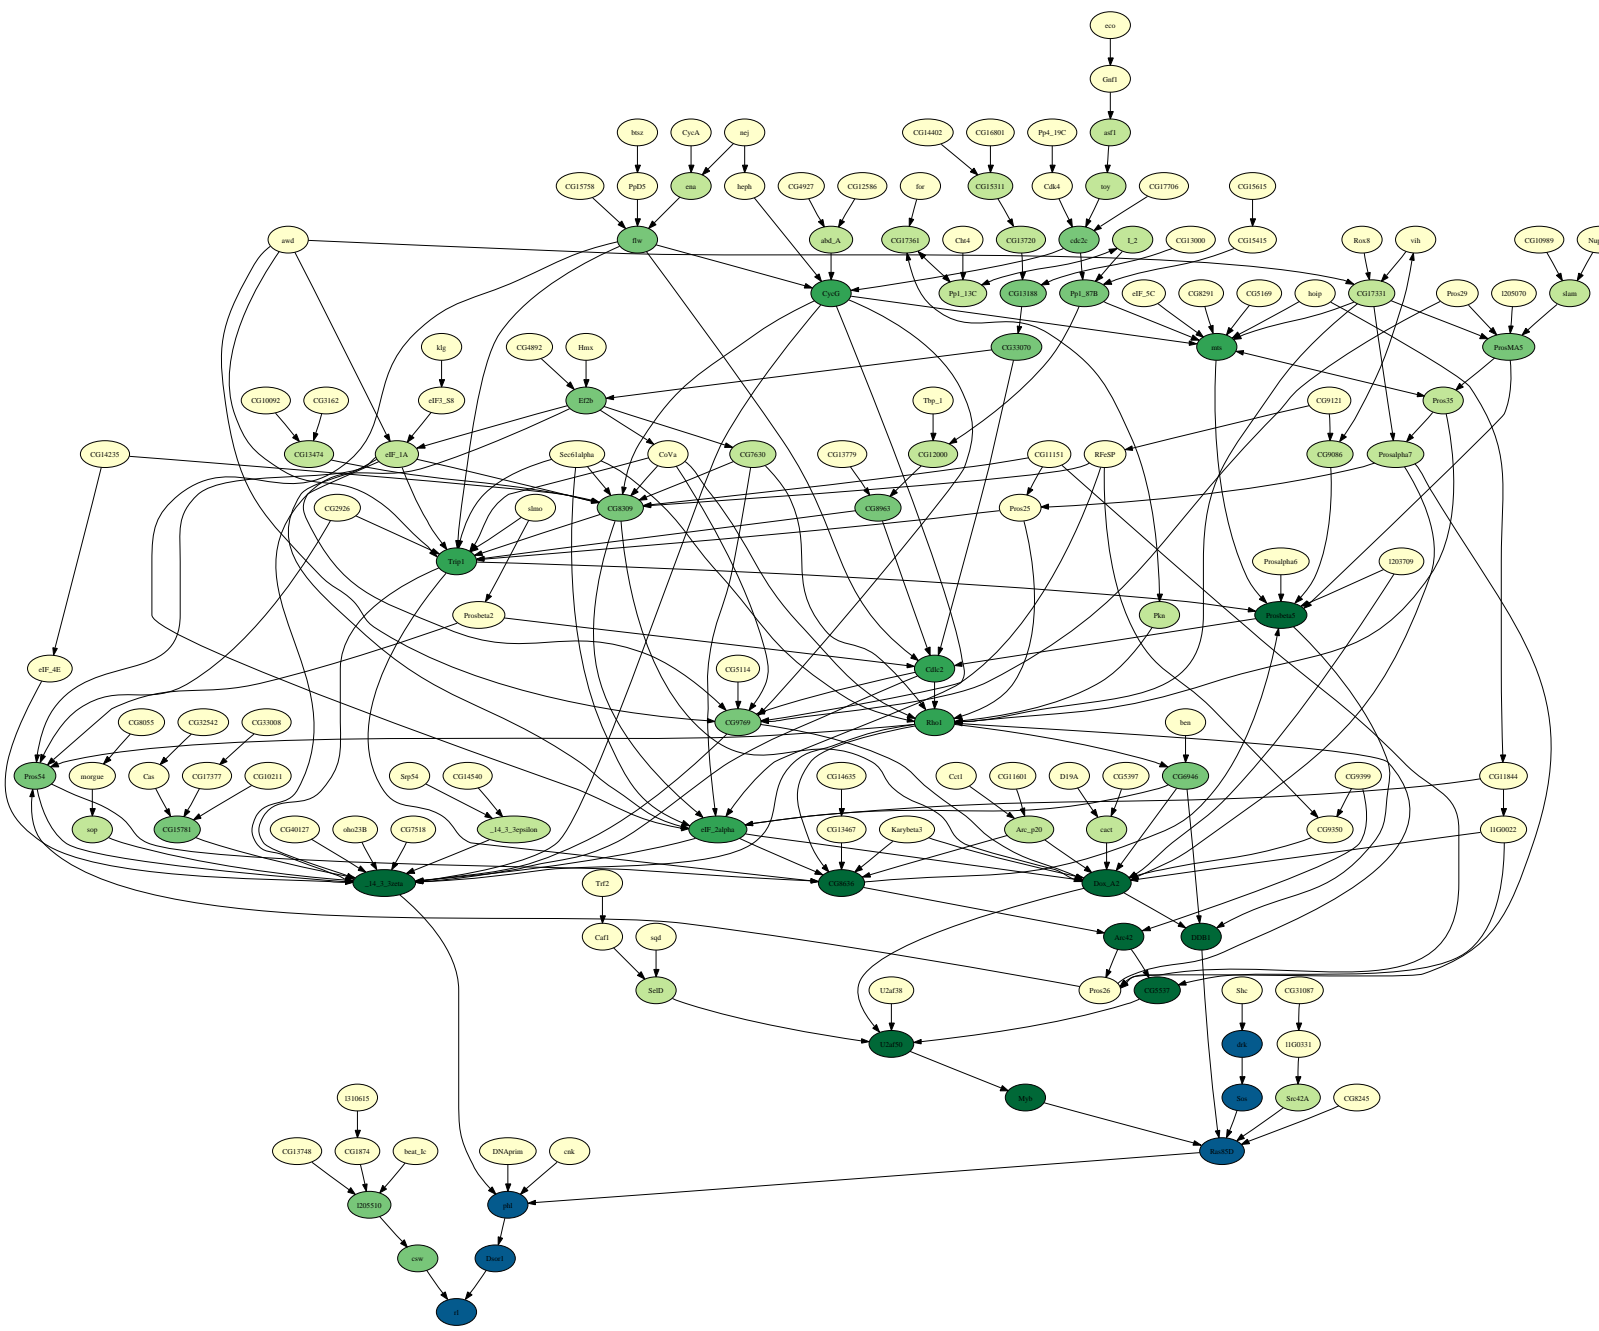 eco
Gnf1
btsz
CycA
nej
CG14402
CG16801
Pp4_19C
asf1
CG15758
PpD5
ena
heph
CG4927
CG12586
for
CG15311
Cdk4
toy
CG17706
CG15615
awd
flw
abd_A
CG17361
Cht4
CG13720
cdc2c
I_2
CG13000
CG15415
Rox8
vih
CG10989
CycG
Pp1_13C
CG13188
Pp1_87B
eIF_5C
CG8291
CG5169
hoip
CG17331
Pros29
l205070
slam
klg
CG4892
Hmx
CG33070
mts
ProsMA5
CG10092
CG3162
eIF3_S8
Ef2b
Tbp_1
CG9121
Pros35
CG14235
CG13474
eIF_1A
Sec61alpha
CoVa
CG7630
CG13779
CG12000
CG11151
RFeSP
CG9086
Prosalpha7
CG2926
shno
CG8309
CG8963
Pros25
Trip1
Prosalpha6
l203709
Prosbeta2
Pkn
Prosbeta5
eIF_4E
CG5114
Cdlc2
CG8055
CG32542
CG33008
CG9769
Rho1
ben
Pros54
morgue
Cas
CG17377
CG10211
Srp54
CG14540
CG14635
Cct1
CG11601
D19A
CG5397
CG6946
CG9399
CG11844
sop
CG15781
CG40127
oho23B
CG7518
_14_3_3epsilon
eIF_2alpha
CG13467
Karybeta3
Arc_p20
cact
CG9350
l1G0022
_14_3_3zeta
Trf2
CG8636
Dox_A2
Caf1
sqd
Arc42
DDB1
SelD
U2af38
Pros26
CG5537
Shc
CG31087
U2af50
drk
l1G0331
l310615
Myb
Sos
Src42A
CG8245
CG13748
CG1874
beat_Ic
DNAprim
cnk
Ras85D
l205510
phl
csw
Dsor1
sl